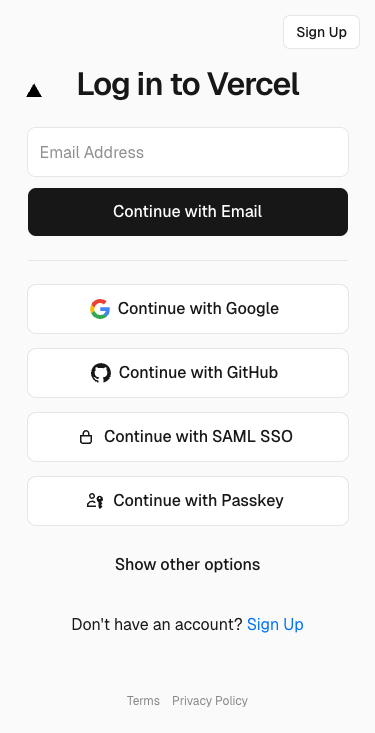 Sign Up
Log in to Vercel
Email Address
Continue with Email
Continue with Google
Continue with GitHub
Continue with SAML SSO
Continue with Passkey
Show other options
Don't have an account? Sign Up
Terms Privacy Policy